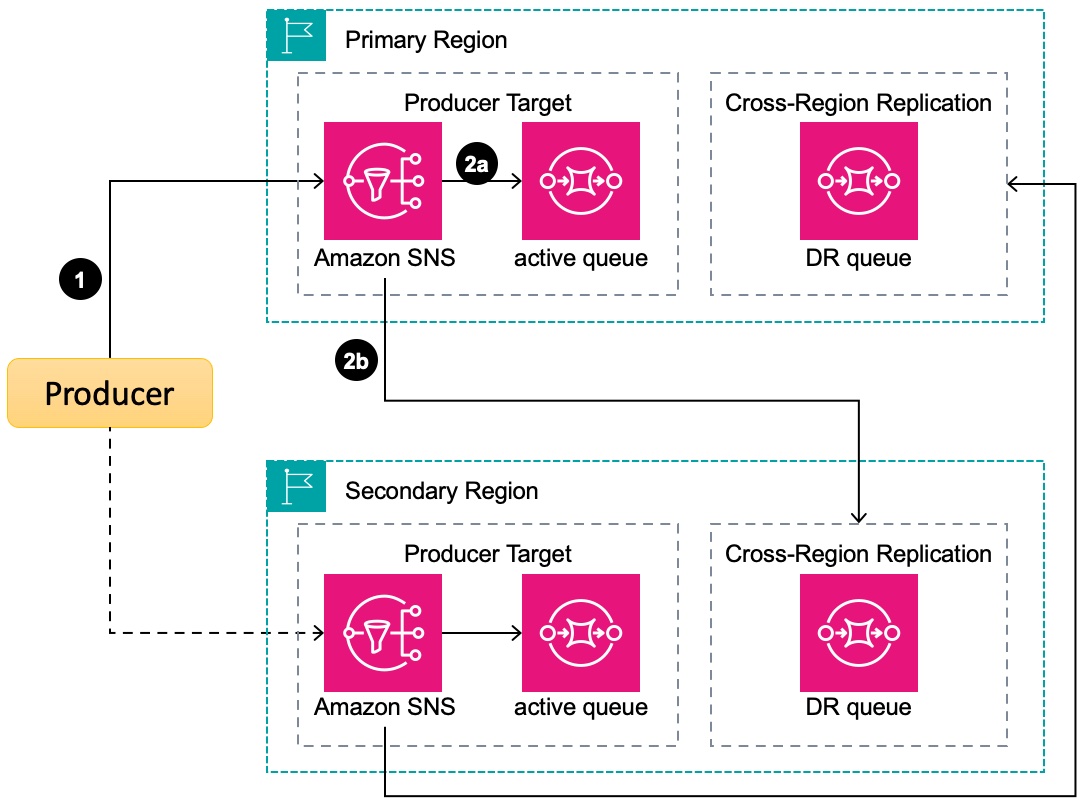 Primary Region
Producer Target
Cross-Region Replication
2a
Amazon SNS
active queue
DR queue
1
2b
Producer
Secondary Region
Producer Target
Cross-Region Replication
Amazon SNS
active queue
DR queue